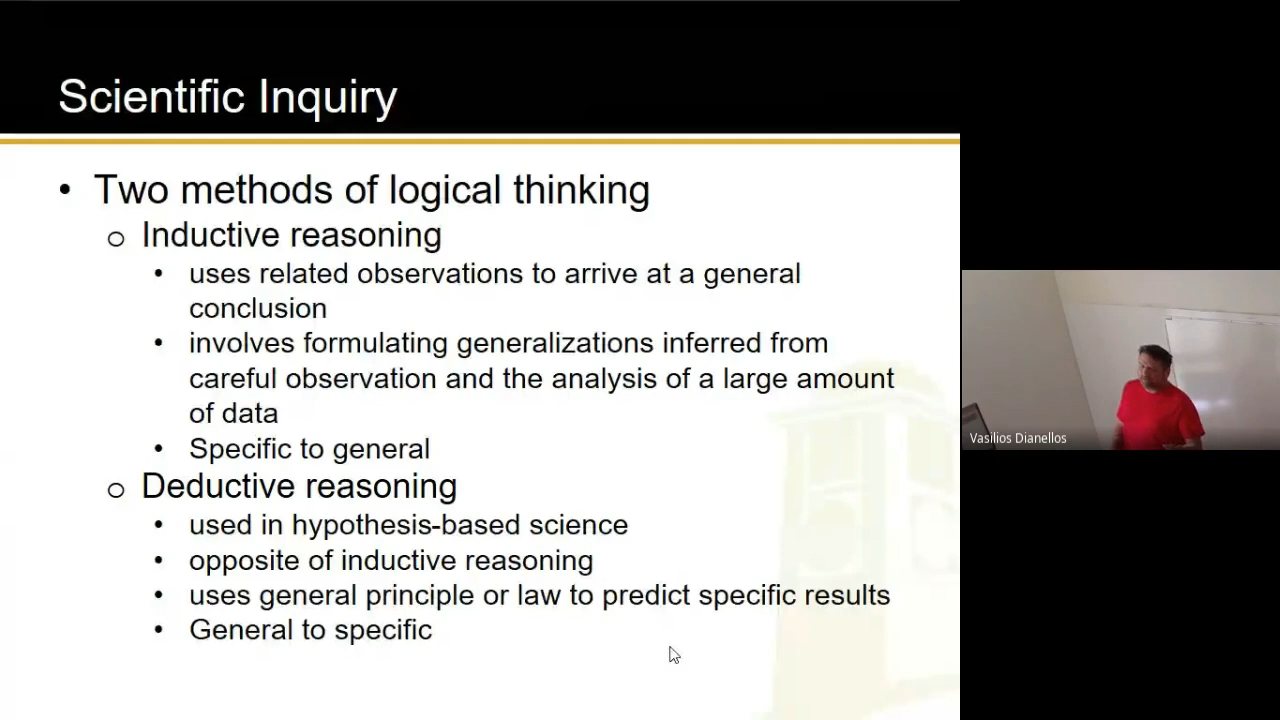 Scientific Inquiry
• Two methods of logical thinking
o Inductive reasoning
• uses related observations to arrive at a general
conclusion
• involves formulating generalizations inferred from
careful observation and the analysis of a large amount
of data
• Specific to general
o Deductive reasoning
• used in hypothesis-based science
• opposite of inductive reasoning
• uses general principle or law to predict specific results
• General to specific
Vasilios Dianellos